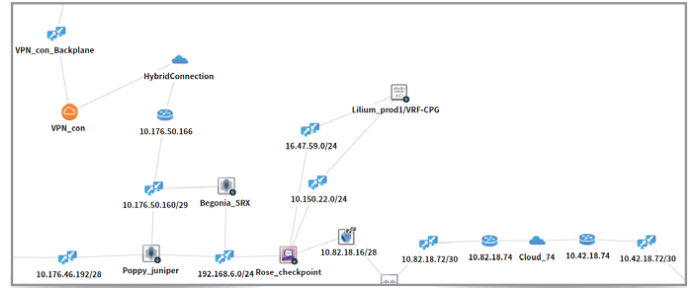 VPN_con_Backplane
HybridConnection
VPN_con
Lilium_prod1/VRF-CPG
10.176.50.166
16.47.59.0/24
10.150.22.0/24
10.176.50.160/29
Begonia_SRX
10.82.18.16/28
10.176.46.192/28
Poppy_juniper
192.168.6.0/24
Rose_checkpoint
10.82.18.72/30
10.82.18.74
Cloud_74
10.42.18.74
10.42.18.72/30